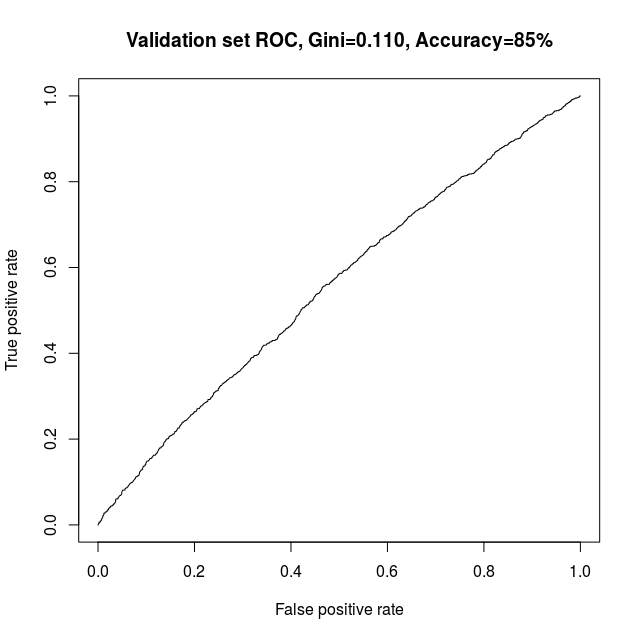 Validation set ROC, Gini=0.110, Accuracy=85%
True positive rate
1.0
0.8
0.6
0.4
0.2
0.0
0.0 0.2 0.4 0.6 0.8 1.0
False positive rate